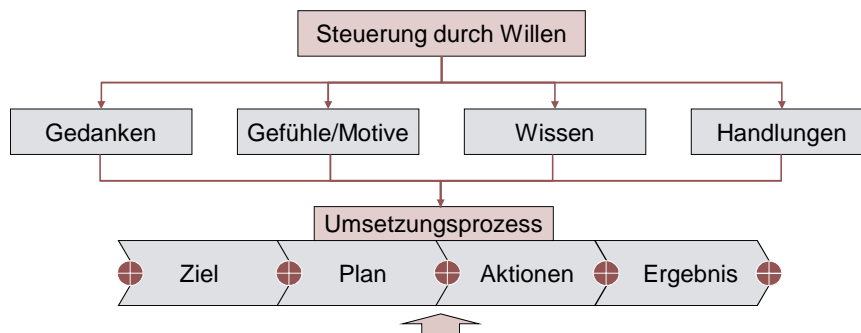 Steuerung durch Willen
Gedanken
Gefühle/Motive
Wissen
Handlungen
Umsetzungsprozess
Ziel
Plan
Aktionen
Ergebnis